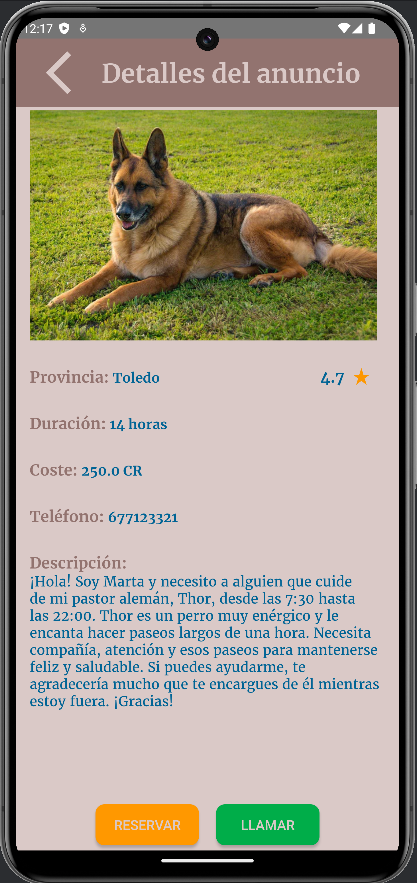 12:17
Detalles del anuncio
Provincia: Toledo 4.7 ★
Duración: 14 horas
Coste: 250.0 CR
Teléfono: 677123321
Descripción:
¡Hola! Soy Marta y necesito a alguien que cuide
de mi pastor alemán, Thor, desde las 7:30 hasta
las 22:00. Thor es un perro muy enérgico y le
encanta hacer paseos largos de una hora. Necesita
compañía, atención y esos paseos para mantenerse
feliz y saludable. Si puedes ayudarme, te
agradecería mucho que te encargues de él mientras
estoy fuera. ¡Gracias!
RESERVAR LLAMAR